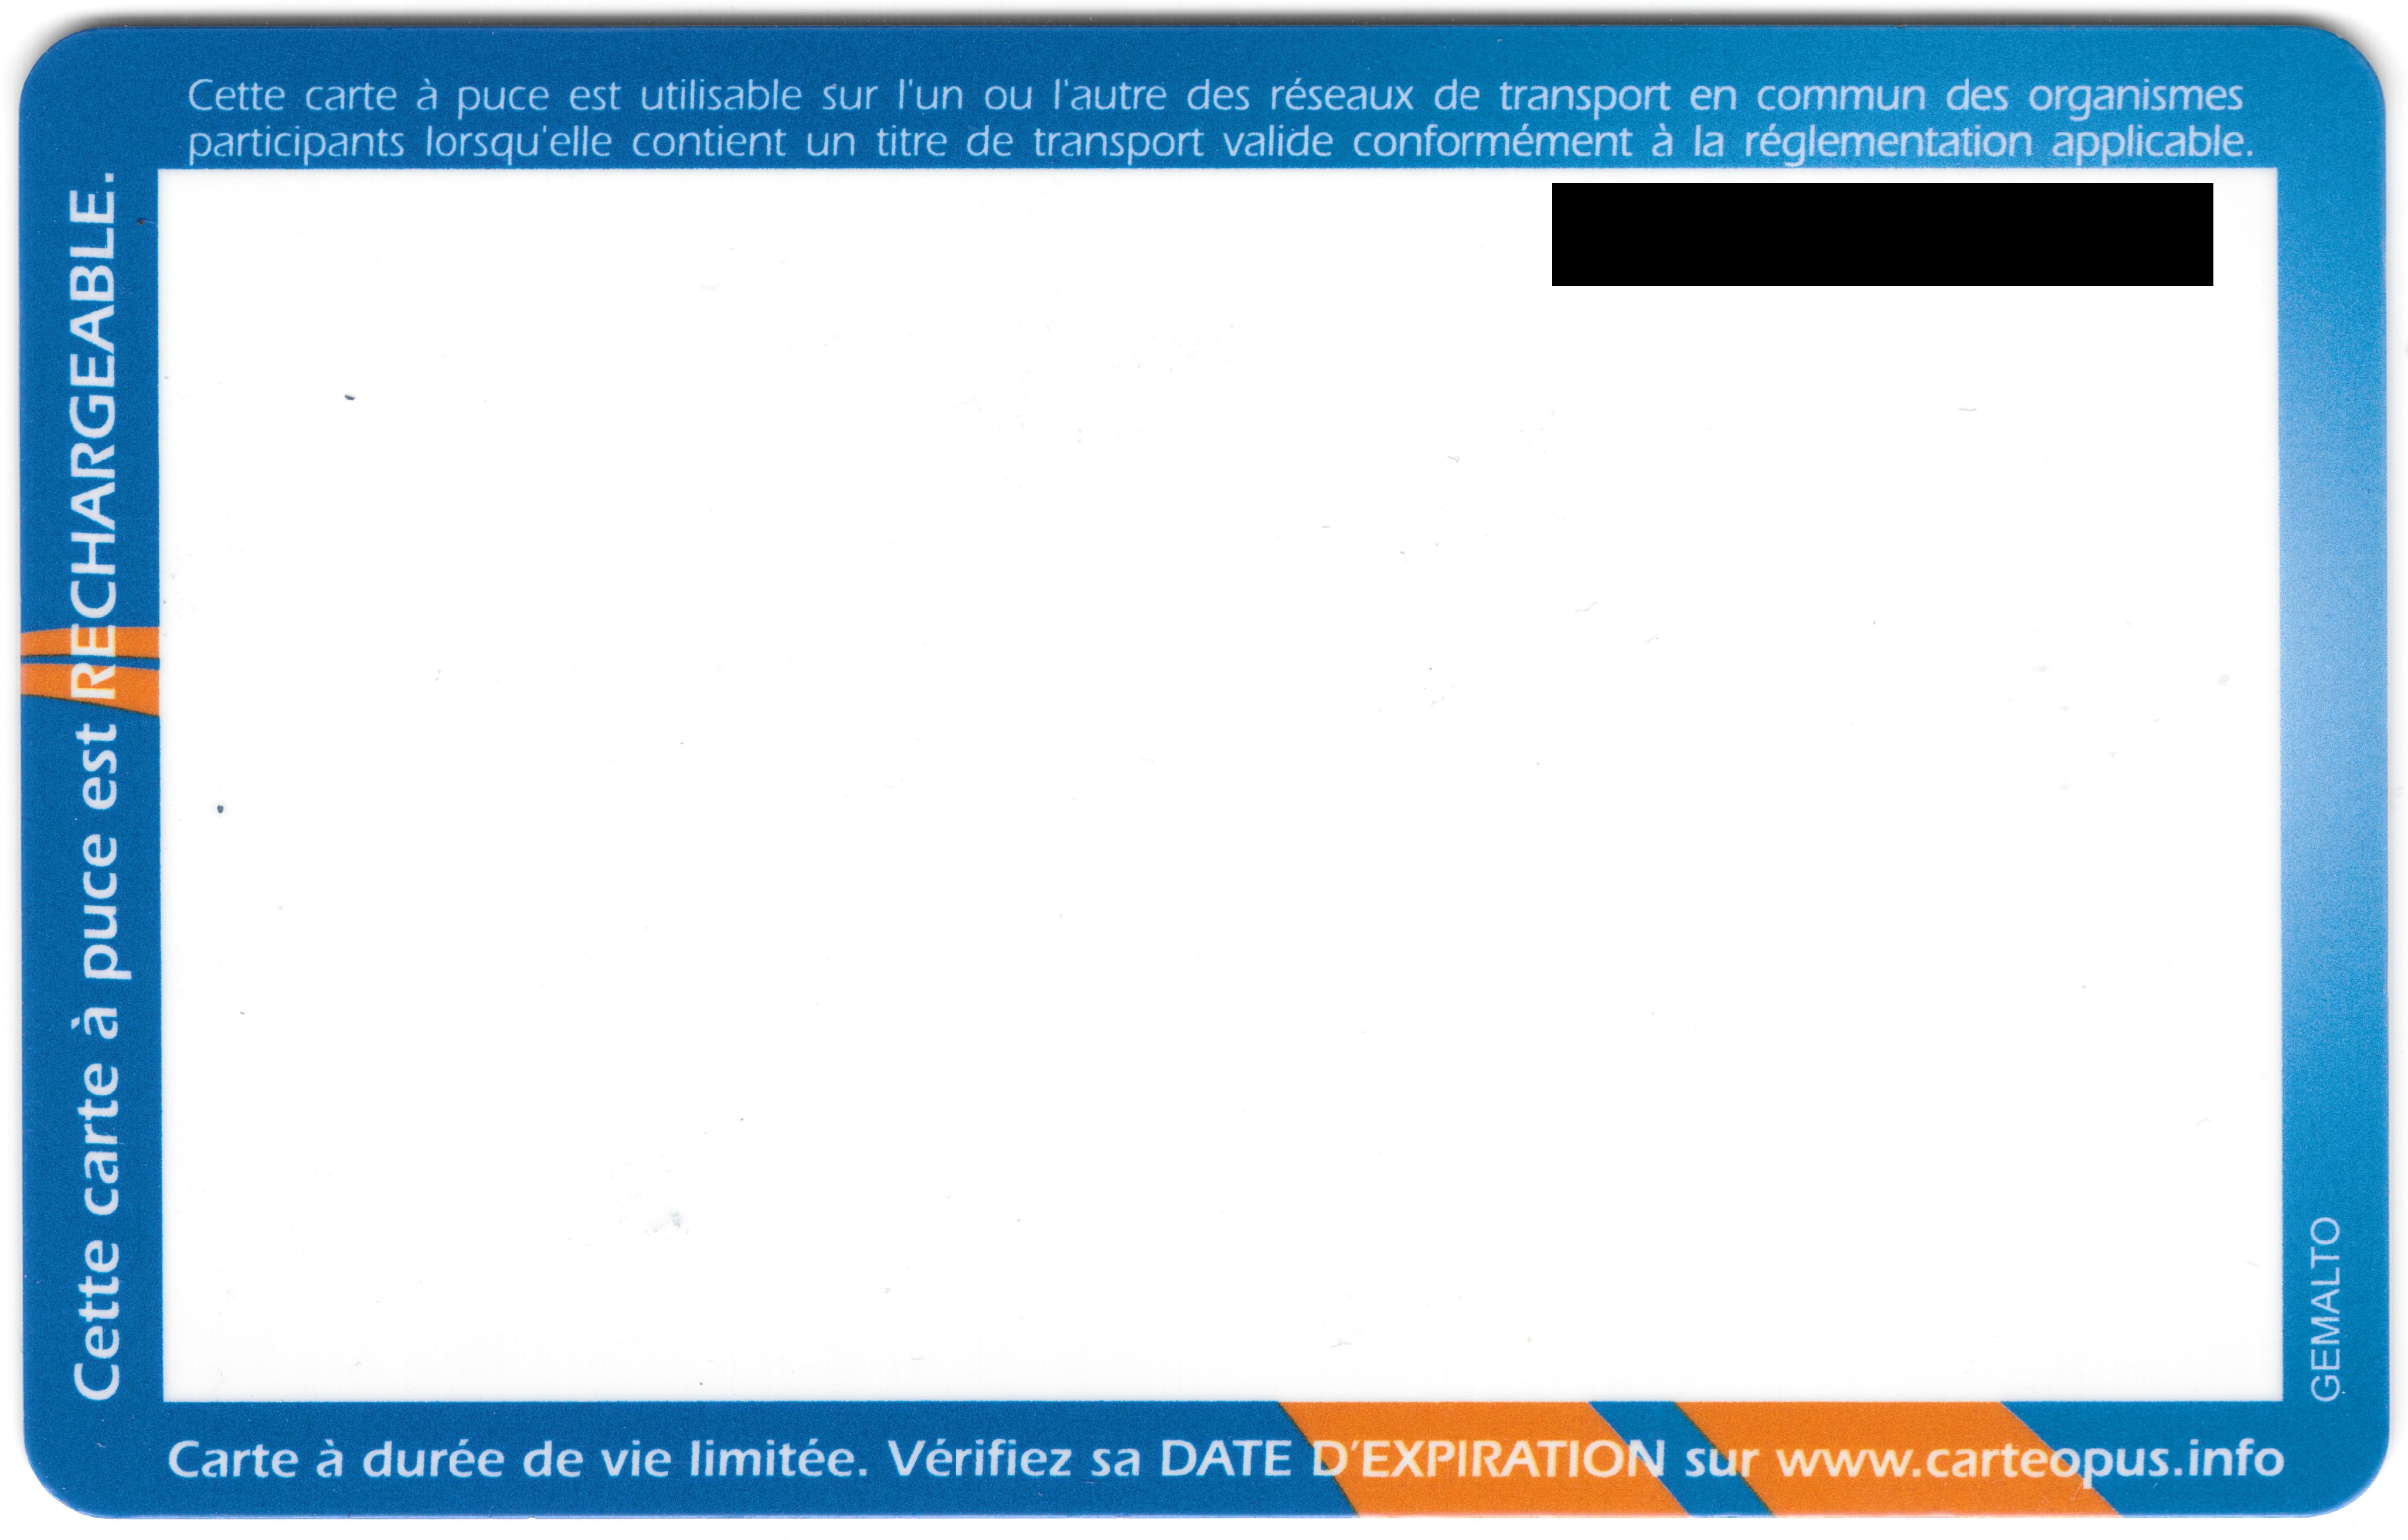 Cette carte à puce est utilisable sur l'un ou l'autre des réseaux de transport en commun des organismes
participants lorsqu'elle contient un titre de transport valide conformément à la réglementation applicable.
Cette carte à puce est RECHARGEABLE.
GEMALTO
Carte à durée de vie limitée. Vérifiez sa DATE D'EXPIRATION sur www.carteopus.info